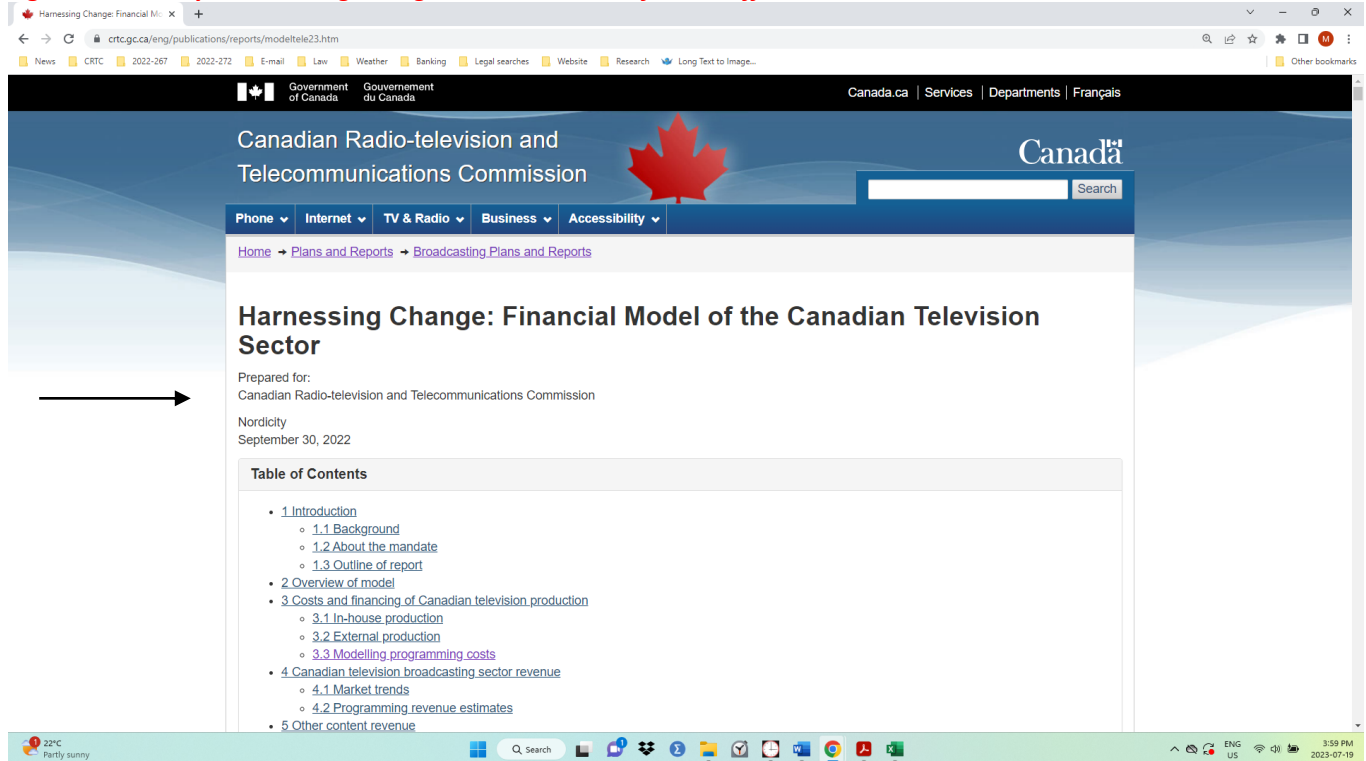 Harnessing Change: Financial Mo
crtc.gc.ca/eng/publications/reports/modeltele23.htm
M
News CRTC 2022-267 2022-272 E-mail Law Weather Banking Legal searches Website Research Long Text to Image... Other bookmarks
Government of Canada
Gouvernement du Canada
Canada.ca | Services | Departments | Français
Canadian Radio-television and
Telecommunications Commission
Canada
Search
Phone Internet TV & Radio Business Accessibility
Home → Plans and Reports → Broadcasting Plans and Reports
Harnessing Change: Financial Model of the Canadian Television
Sector
Prepared for:
Canadian Radio-television and Telecommunications Commission
Nordicity
September 30, 2022
Table of Contents
• 1 Introduction
◦ 1.1 Background
◦ 1.2 About the mandate
◦ 1.3 Outline of report
• 2 Overview of model
• 3 Costs and financing of Canadian television production
◦ 3.1 In-house production
◦ 3.2 External production
◦ 3.3 Modelling programming costs
• 4 Canadian television broadcasting sector revenue
◦ 4.1 Market trends
◦ 4.2 Programming revenue estimates
• 5 Other content revenue
1
22°C
Partly sunny
Search
ENG
US
3:59 PM
2023-07-19